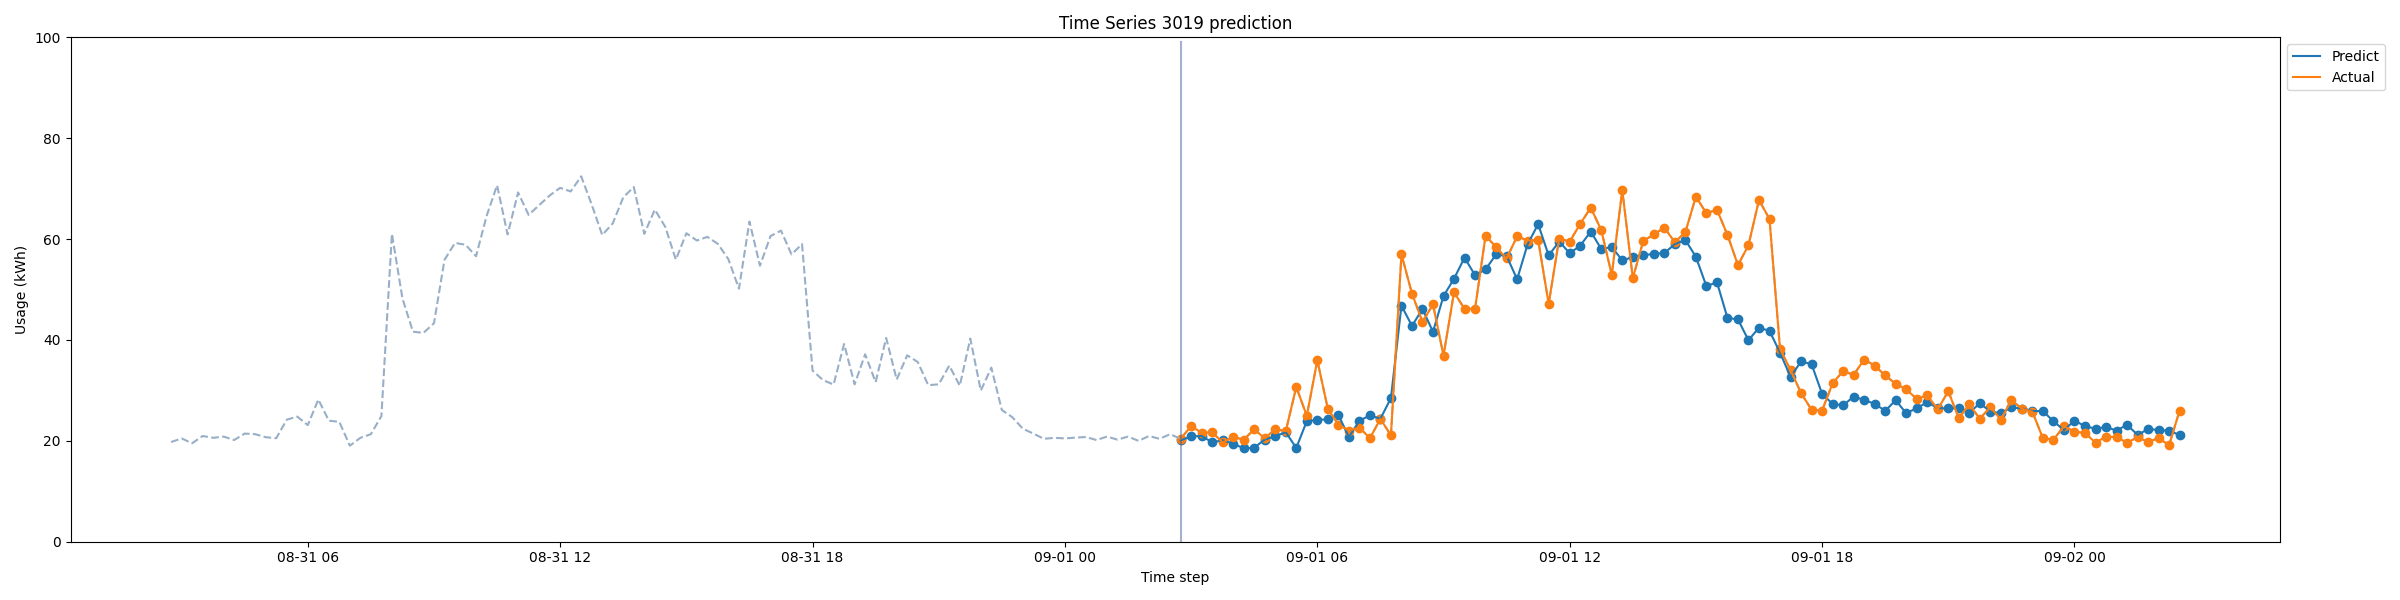 Time Series 3019 prediction
Predict
Actual
Usage (kWh)
100
80
60
40
20
0
08-31 06
08-31 12
08-31 18
09-01 00
09-01 06
09-01 12
09-01 18
09-02 00
Time step